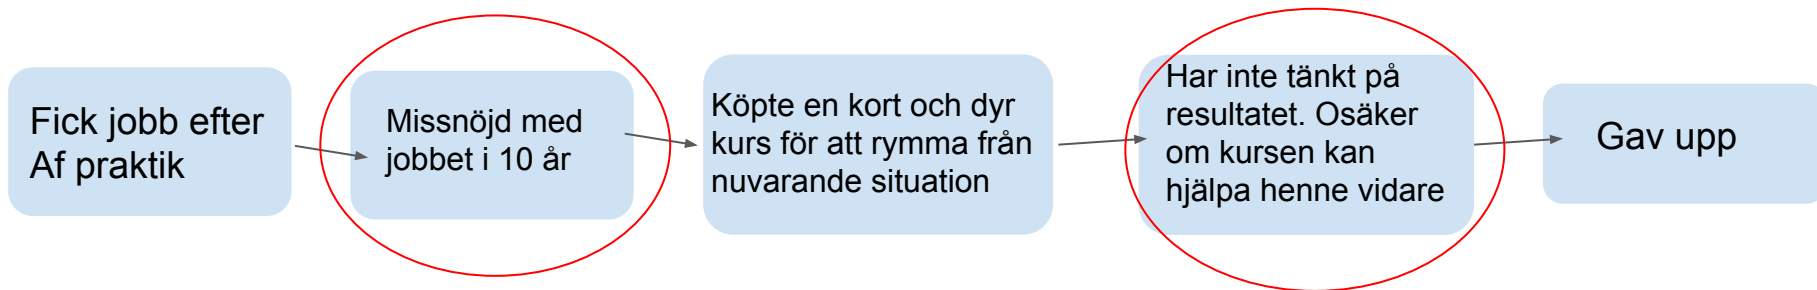 Fick jobb efter
Af praktik
Missnöjd med
jobbet i 10 år
Köpte en kort och dyr
kurs för att rymma från
nuvarande situation
Har inte tänkt på
resultatet. Osäker
om kursen kan
hjälpa henne vidare
Gav upp